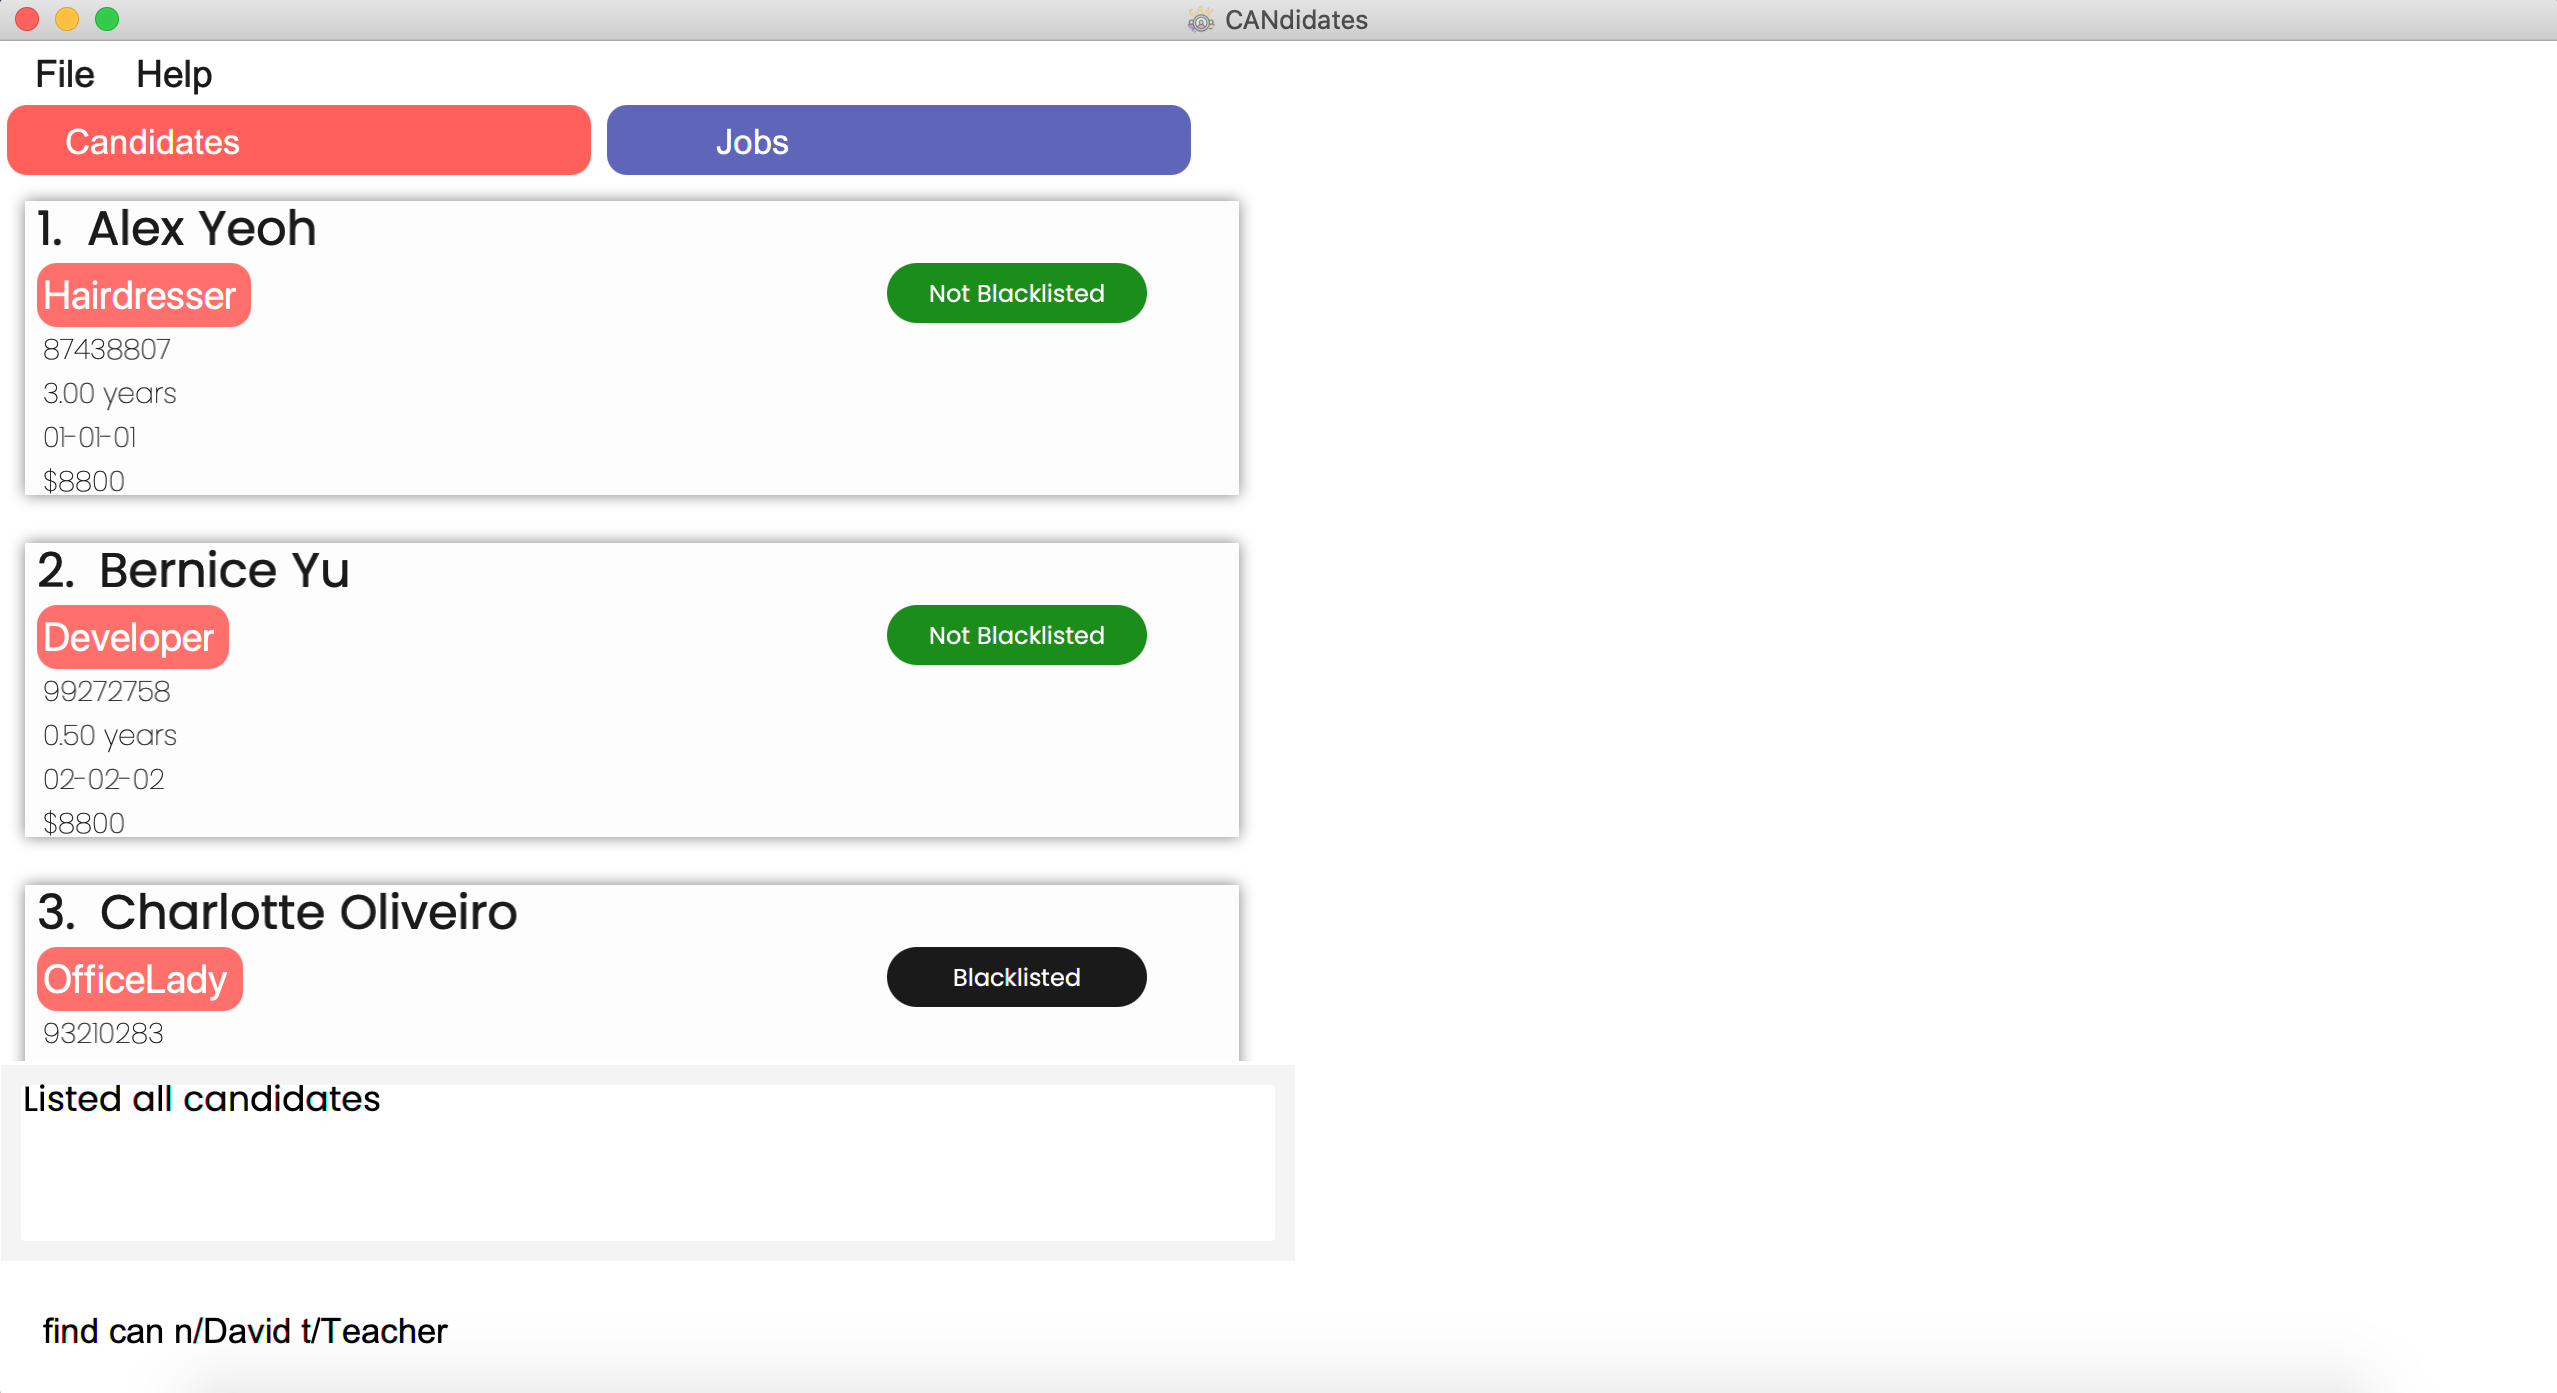 CANdidates
File Help
Candidates Jobs
1. Alex Yeoh
Hairdresser
Not Blacklisted
87438807
3.00 years
01-01-01
$8800
2. Bernice Yu
Developer
Not Blacklisted
99272758
0.50 years
02-02-02
$8800
3. Charlotte Oliveiro
OfficeLady
Blacklisted
93210283
Listed all candidates
find can n/David t/Teacher